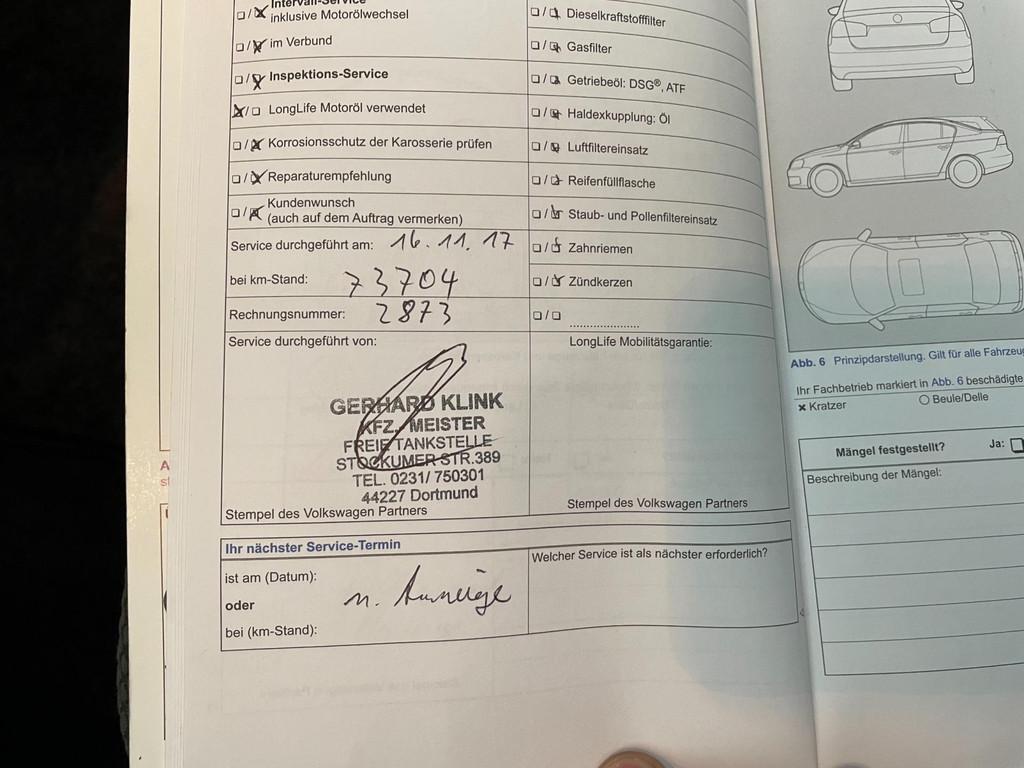 Intervall-Service
inklusive Motorölwechsel
im Verbund
Inspektions-Service
LongLife Motoröl verwendet
Korrosionsschutz der Karosserie prüfen
Reparaturempfehlung
Kundenwunsch
(auch auf dem Auftrag vermerken)
Service durchgeführt am: 16.11.17
bei km-Stand: 73704
Rechnungsnummer: 2873
Service durchgeführt von:
GERHARD KLINK
KFZ. MEISTER
FREIE TANKSTELLE
STOCKUMER STR.389
TEL. 0231/ 750301
44227 Dortmund
Stempel des Volkswagen Partners
Dieselkraftstofffilter
Gasfilter
Getriebeöl: DSG®, ATF
Haldexkupplung: Öl
Luftfiltereinsatz
Reifenfüllflasche
Staub- und Pollenfiltereinsatz
Zahnriemen
Zündkerzen
LongLife Mobilitätsgarantie:
Stempel des Volkswagen Partners
Ihr nächster Service-Termin
ist am (Datum):
oder n. Anzeige
bei (km-Stand):
Welcher Service ist als nächster erforderlich?
Abb. 6 Prinzipdarstellung. Gilt für alle Fahrzeug
Ihr Fachbetrieb markiert in Abb. 6 beschädigte
Kratzer
Beule/Delle
Mängel festgestellt? Ja:
Beschreibung der Mängel: